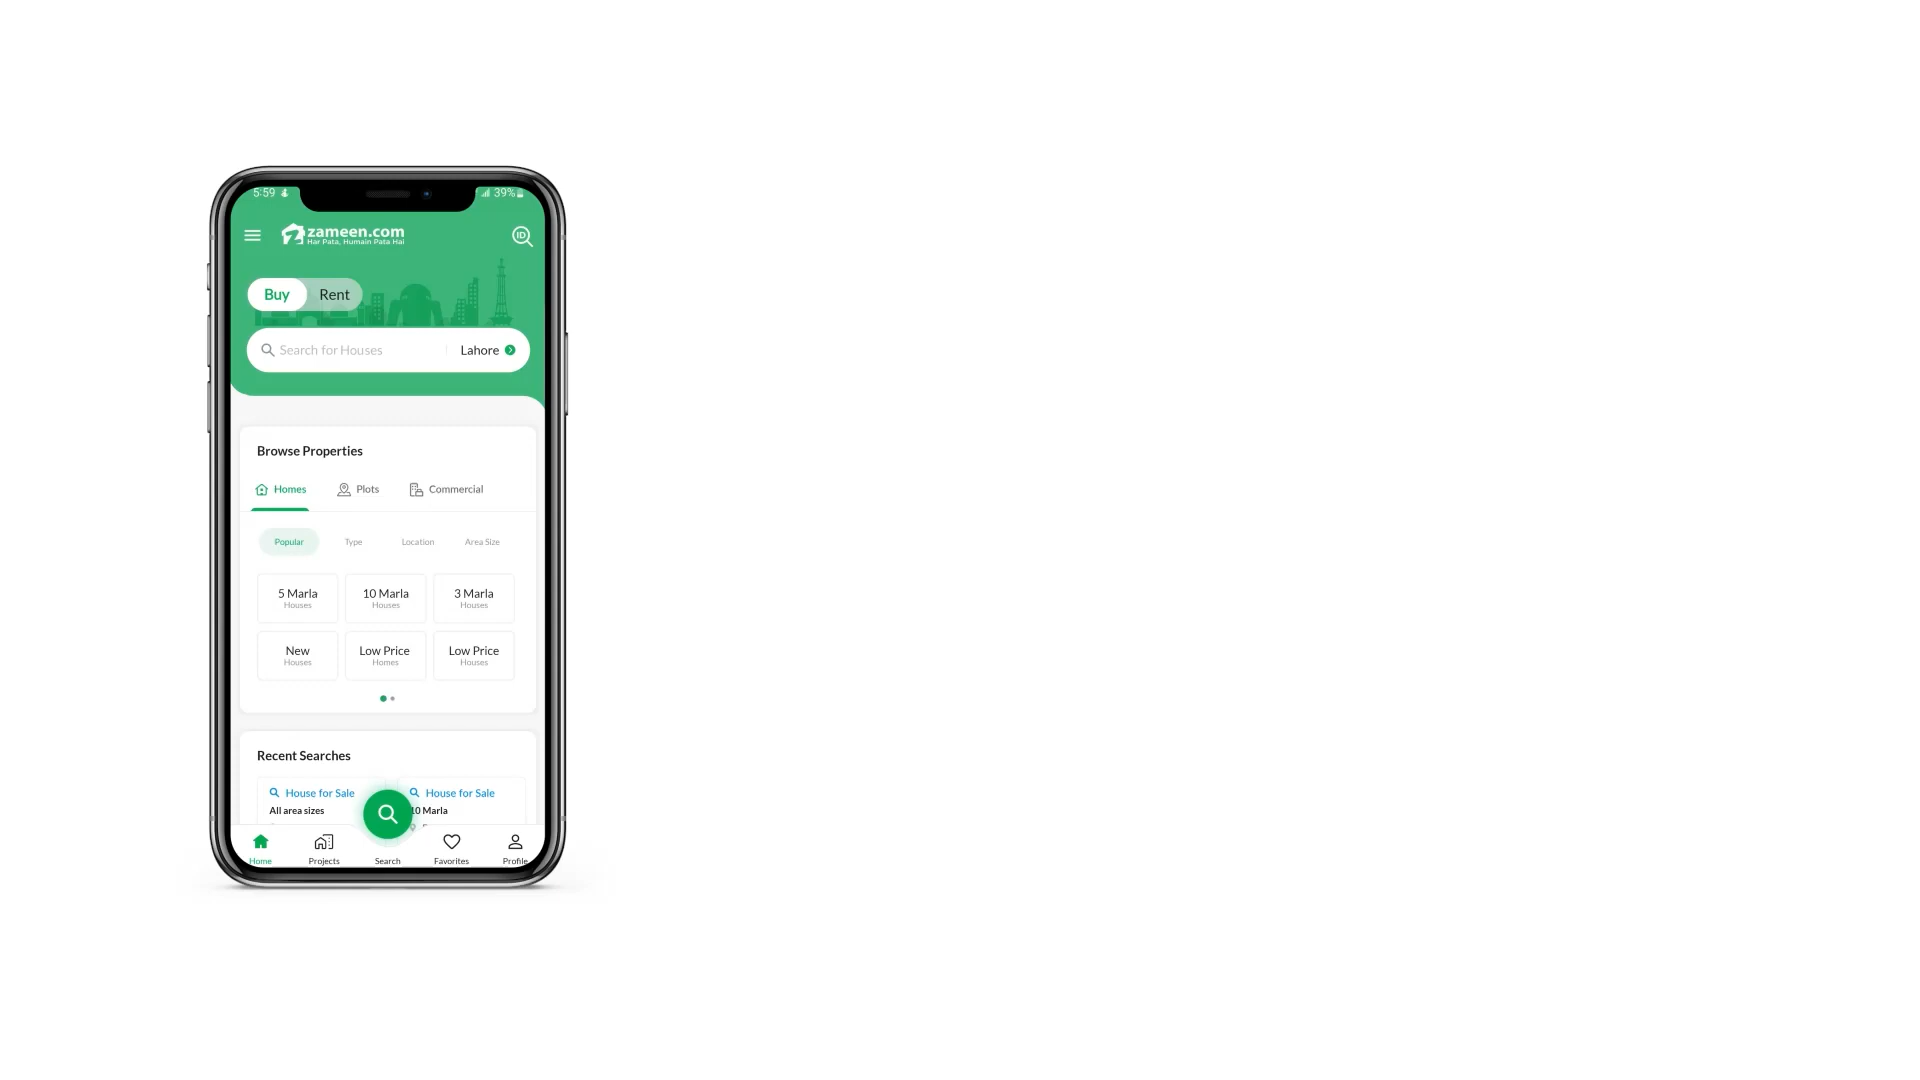 5:59
39%
zameen.com
Har Pata, Humain Pata Hai
ID
Buy Rent
Search for Houses Lahore
Browse Properties
Homes Plots Commercial
Popular Type Location Area Size
5 Marla 10 Marla 3 Marla
Houses Houses Houses
New Low Price Low Price
Houses Homes Houses
Recent Searches
House for Sale House for Sale
All area sizes 10 Marla
Home Projects Search Favorites Profile